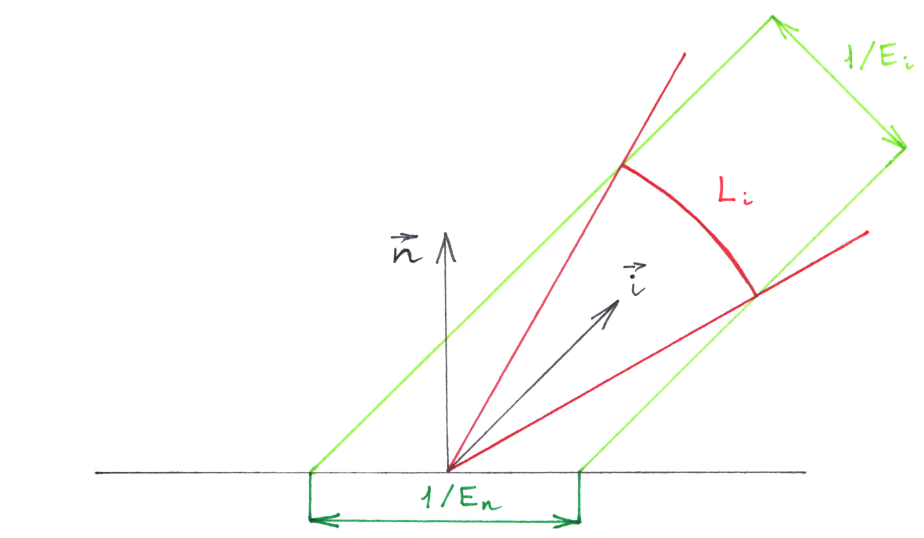 1/Eᵢ
Lᵢ
n⃗
i⃗
1/Eₙ